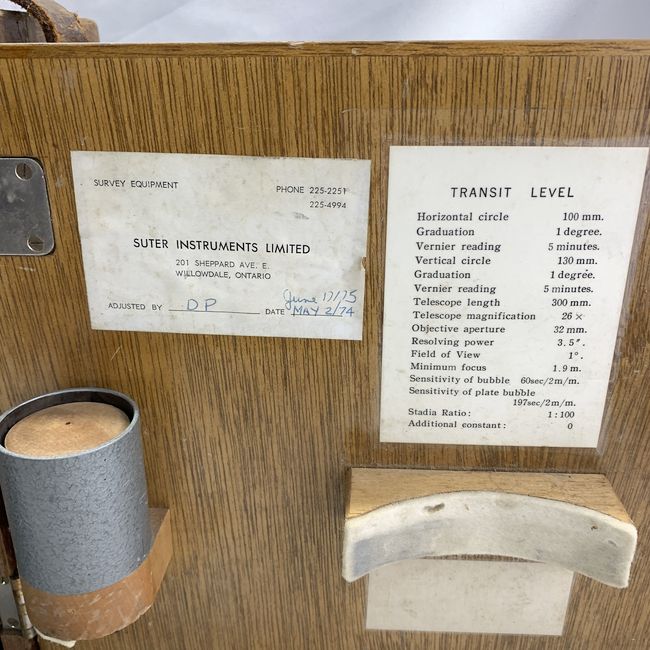 SURVEY EQUIPMENT
PHONE 225-2251
225-4994
SUTER INSTRUMENTS LIMITED
201 SHEPPARD AVE. E.
WILLOWDALE, ONTARIO
June 17/75
ADJUSTED BY DP DATE MAY 2/74
TRANSIT LEVEL
Horizontal circle 100 mm.
Graduation 1 degree.
Vernier reading 5 minutes.
Vertical circle 130 mm.
Graduation 1 degree.
Vernier reading 5 minutes.
Telescope length 300 mm.
Telescope magnification 26 ×
Objective aperture 32 mm.
Resolving power 3.5″.
Field of View 1°.
Minimum focus 1.9 m.
Sensitivity of bubble 60sec/2m/m.
Sensitivity of plate bubble
197sec/2m/m.
Stadia Ratio: 1:100
Additional constant: 0